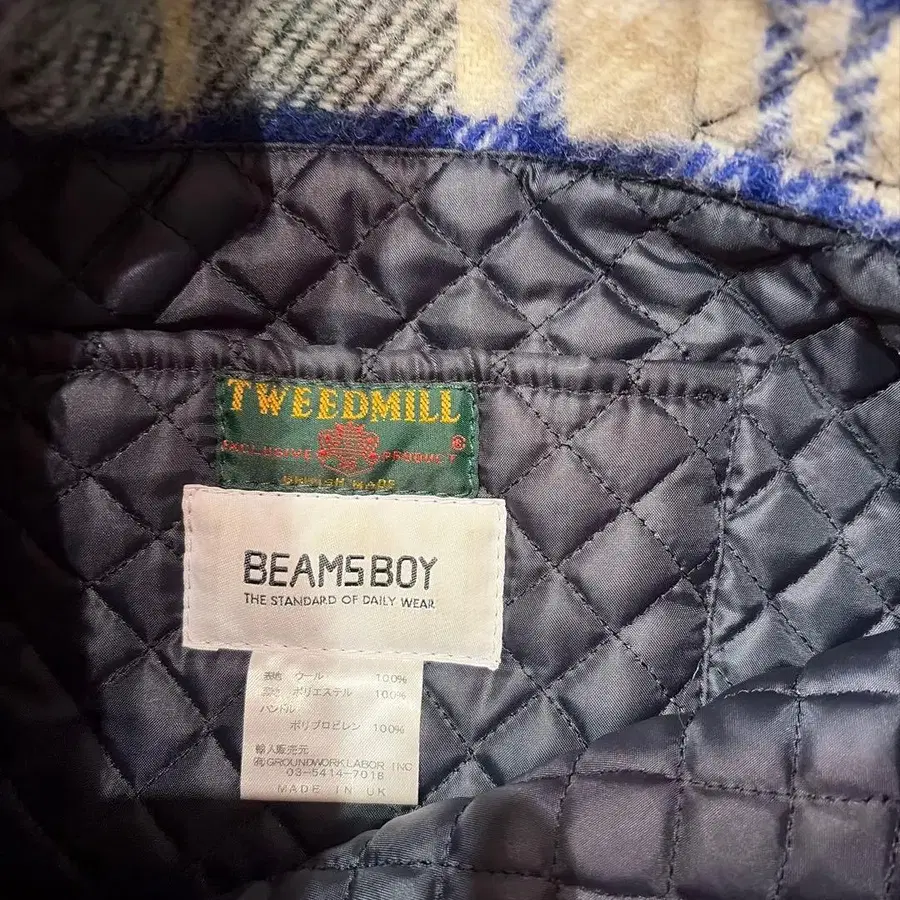 TWEEDMILL
EXCLUSIVE PRODUCT ®
BRITISH MADE
BEAMS BOY
THE STANDARD OF DAILY WEAR
表地 ウール 100%
裏地 ポリエステル 100%
ハンドル
ポリプロピレン 100%
輸入販売元
㈲GROUNDWORKLABOR INC
03-5414-7018
MADE IN UK